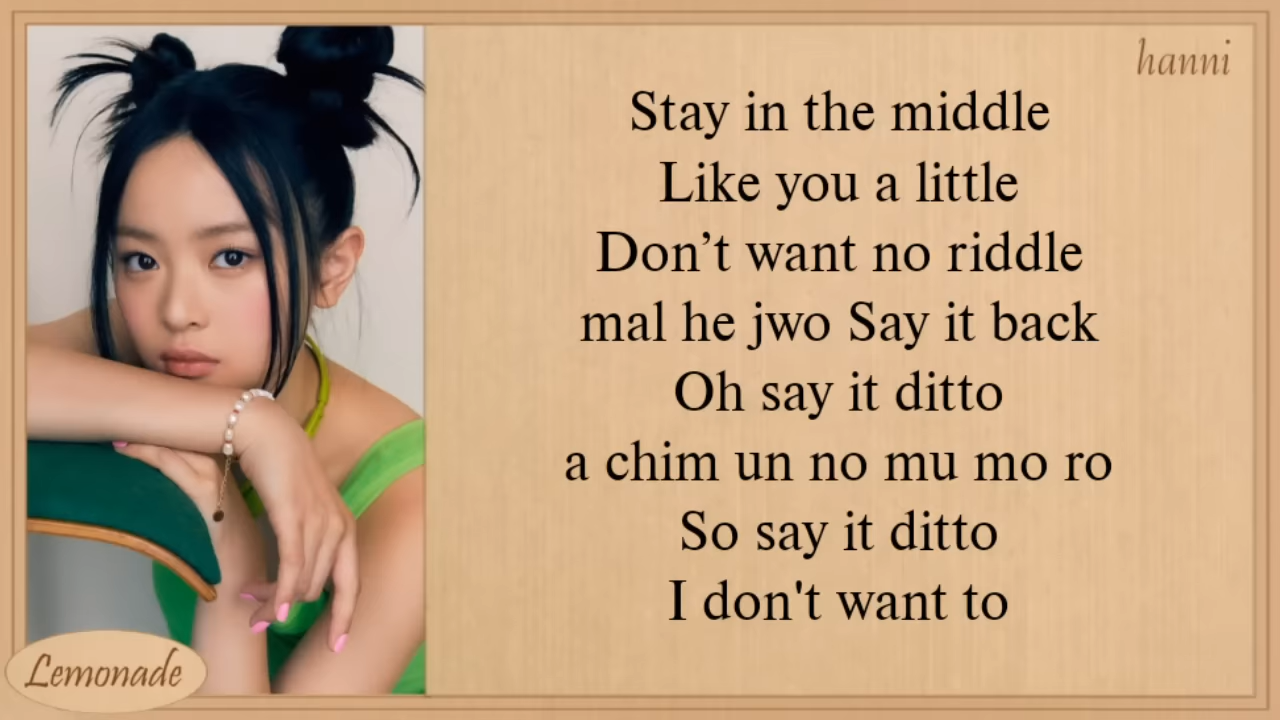 hanni
Stay in the middle
Like you a little
Don’t want no riddle
mal he jwo Say it back
Oh say it ditto
a chim un no mu mo ro
So say it ditto
I don't want to
Lemonade